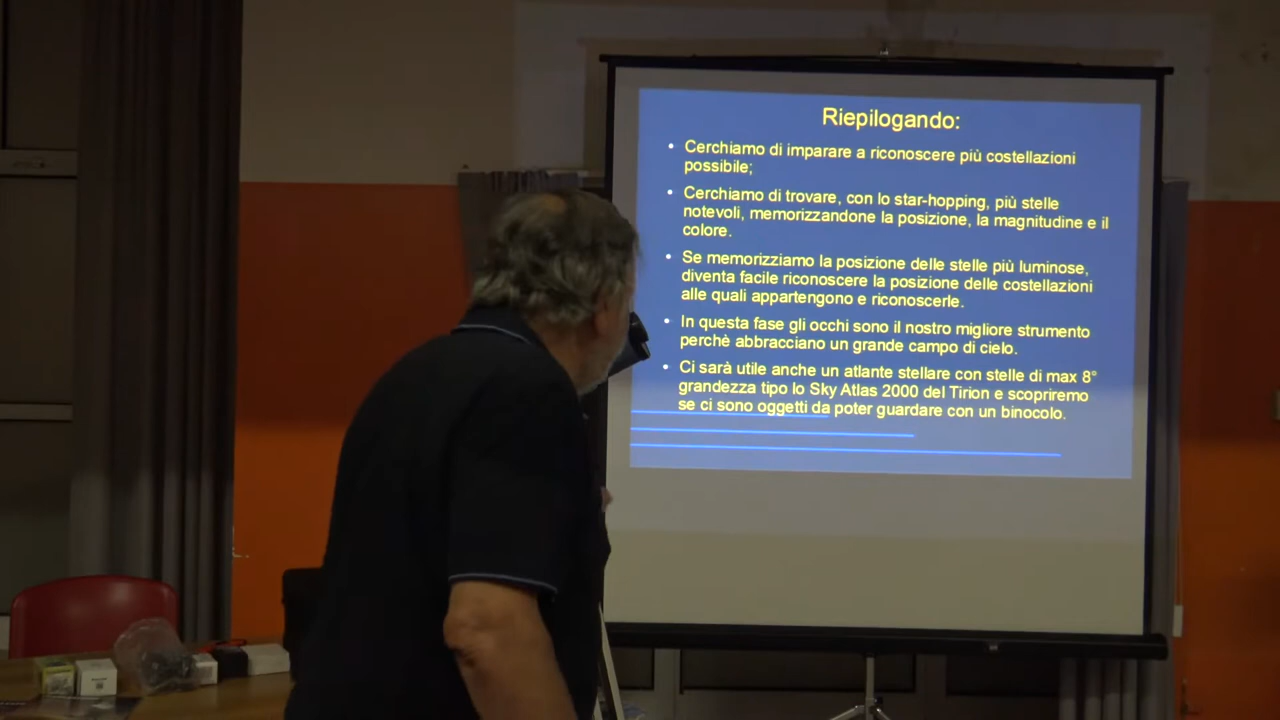 Riepilogando:
• Cerchiamo di imparare a riconoscere più costellazioni
possibile;
• Cerchiamo di trovare, con lo star-hopping, più stelle
notevoli, memorizzandone la posizione, la magnitudine e il
colore.
• Se memorizziamo la posizione delle stelle più luminose,
diventa facile riconoscere la posizione delle costellazioni
alle quali appartengono e riconoscerle.
• In questa fase gli occhi sono il nostro migliore strumento
perchè abbracciano un grande campo di cielo.
• Ci sarà utile anche un atlante stellare con stelle di max 8°
grandezza tipo lo Sky Atlas 2000 del Tirion e scopriremo
se ci sono oggetti da poter guardare con un binocolo.